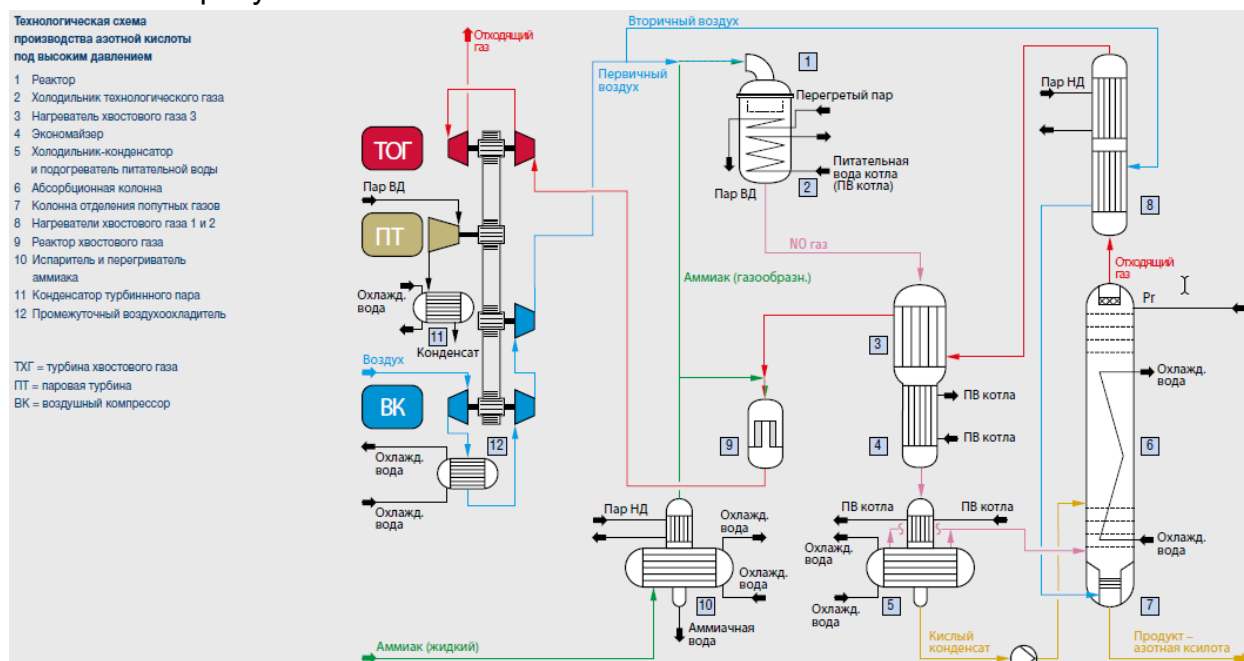 Технологическая схема
производства азотной кислоты
под высоким давлением
1 Реактор
2 Холодильник технологического газа
3 Нагреватель хвостового газа 3
4 Экономайзер
5 Холодильник-конденсатор
и подогреватель питательной воды
6 Абсорбционная колонна
7 Колонна отделения попутных газов
8 Нагреватели хвостового газа 1 и 2
9 Реактор хвостового газа
10 Испаритель и перегриватель
аммиака
11 Конденсатор турбиннного пара
12 Промежуточный воздухоохладитель
ТХГ = турбина хвостового газа
ПТ = паровая турбина
ВК = воздушный компрессор
Отходящий
газ
Вторичный воздух
Первичный
воздух
1
Перегретый пар
Пар НД
ТОГ
Питательная
вода котла
(ПВ котла)
Пар ВД
2
Пар ВД
ПТ
8
NO газ
Отходящий
газ
Аммиак (газообразн.)
Pr
Охлажд.
вода
11
Конденсат
3
Воздух
Охлажд.
вода
ПВ котла
ВК
9
4
ПВ котла
6
12
Охлажд.
вода
Охлажд.
вода
Пар НД
Охлажд.
вода
ПВ котла
ПВ котла
Охлажд.
вода
Охлажд.
вода
Охлажд.
вода
10
Охлажд.
вода
5
7
Аммиачная
вода
Аммиак (жидкий)
Кислый
конденсат
Продукт –
азотная ксилота